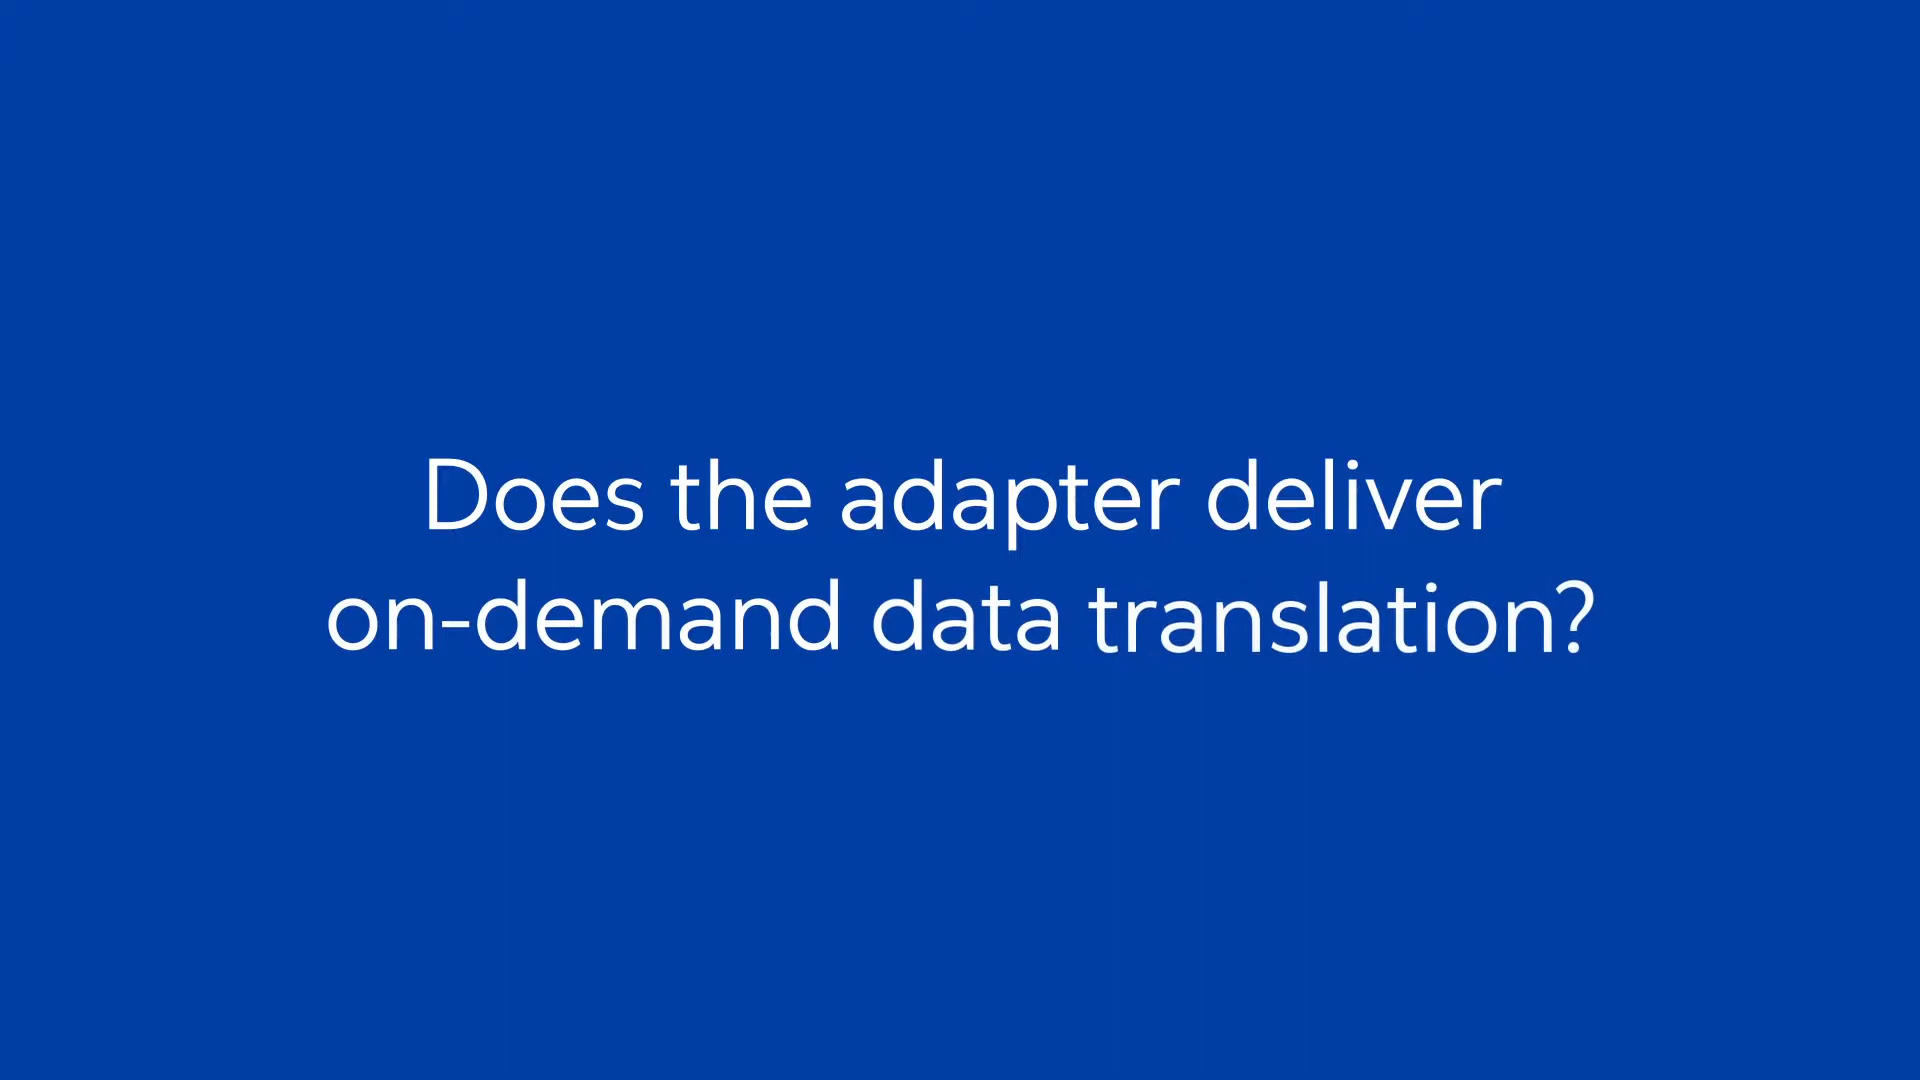 Does the adapter deliver
on-demand data translation?